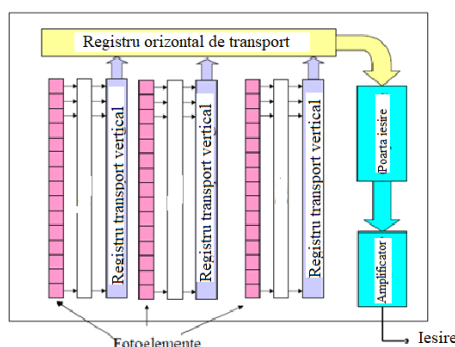 Registru orizontal de transport
Registru transport vertical
Registru transport vertical
Registru transport vertical
Poarta iesire
Amplificator
Iesire
Fotoelemente